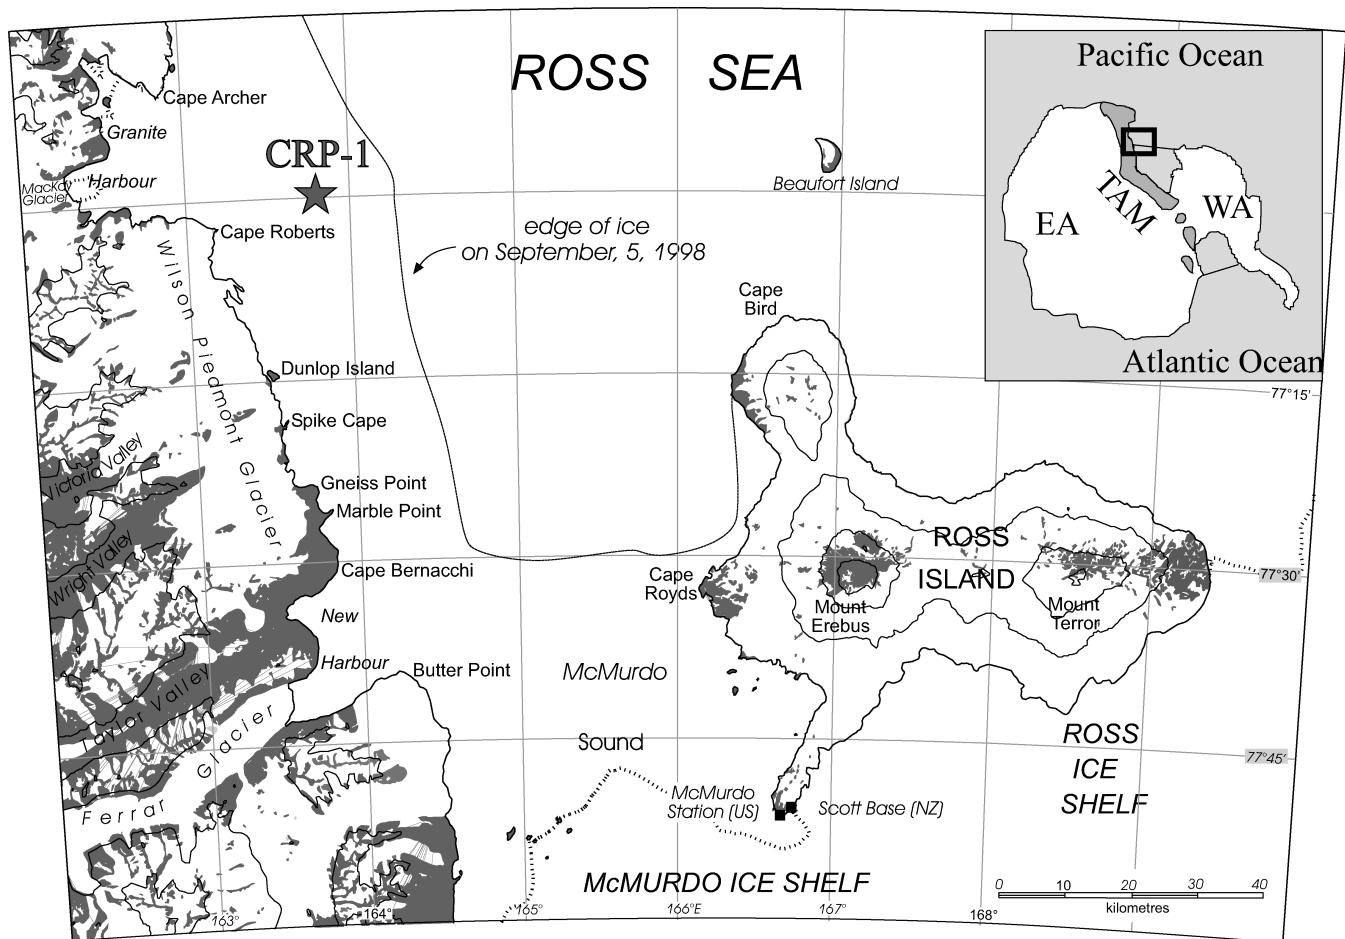 ROSS SEA
Pacific Ocean
EA
TAM
WA
Atlantic Ocean
Cape Archer
Granite
Harbour
MacKay
Glacier
CRP-1
Cape Roberts
edge of ice
on September, 5, 1998
Beaufort Island
Wilson Piedmont Glacier
Cape
Bird
Dunlop Island
Spike Cape
77°15'
Victoria Valley
Gneiss Point
Marble Point
Wright Valley
Cape Bernacchi
Cape
Royds
ROSS
ISLAND
77°30'
Mount
Erebus
Mount
Terror
New
Harbour
Butter Point
McMurdo
Sound
Taylor Valley
Ferrar Glacier
ROSS
ICE
SHELF
77°45'
McMurdo
Station (US)
Scott Base (NZ)
McMURDO ICE SHELF
0 10 20 30 40
kilometres
163° 164° 165° 166°E 167° 168°